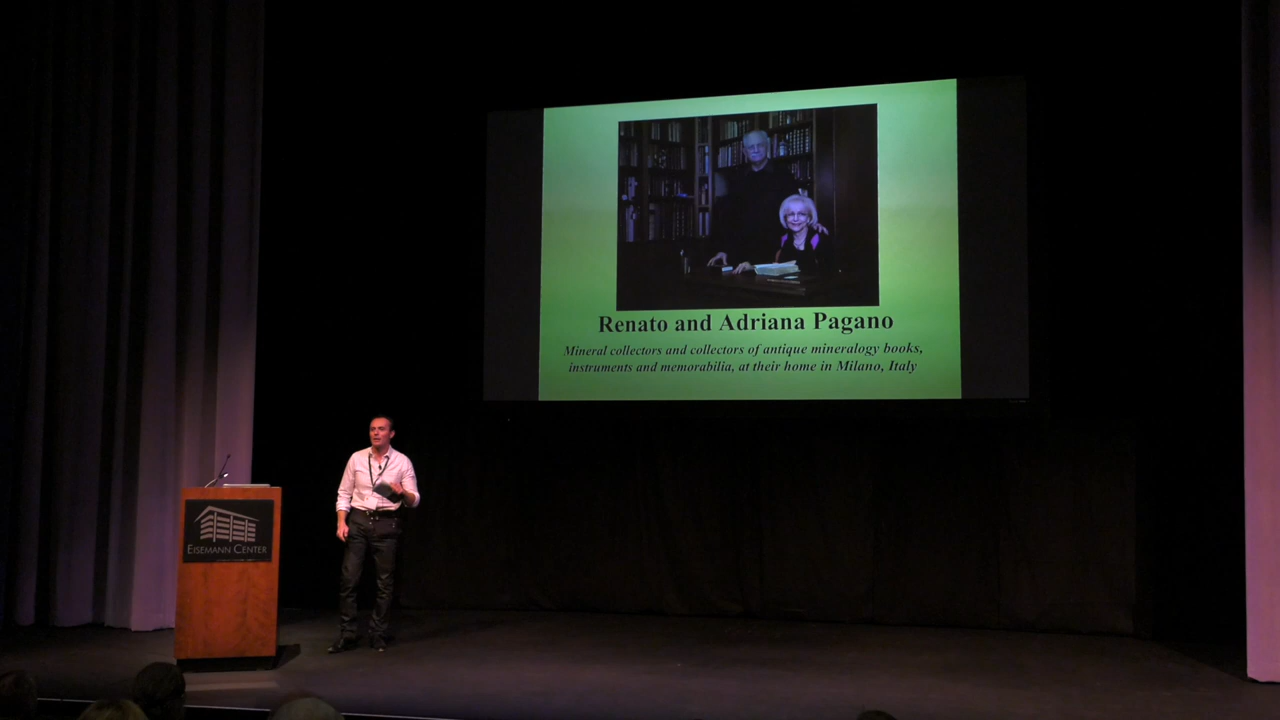 Renato and Adriana Pagano
Mineral collectors and collectors of antique mineralogy books,
instruments and memorabilia, at their home in Milano, Italy
EISEMANN CENTER